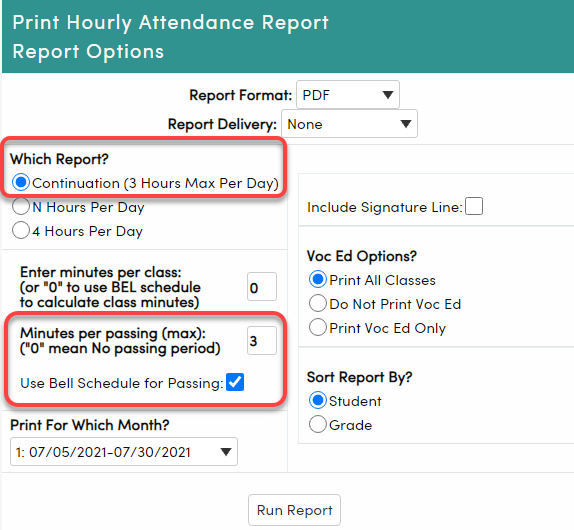 Print Hourly Attendance Report
Report Options
Report Format: PDF
Report Delivery: None
Which Report?
Continuation (3 Hours Max Per Day)
N Hours Per Day
4 Hours Per Day
Enter minutes per class:
(or "0" to use BEL schedule
to calculate class minutes)
0
Minutes per passing (max):
("0" mean No passing period)
3
Use Bell Schedule for Passing:
Print For Which Month?
1: 07/05/2021-07/30/2021
Include Signature Line:
Voc Ed Options?
Print All Classes
Do Not Print Voc Ed
Print Voc Ed Only
Sort Report By?
Student
Grade
Run Report